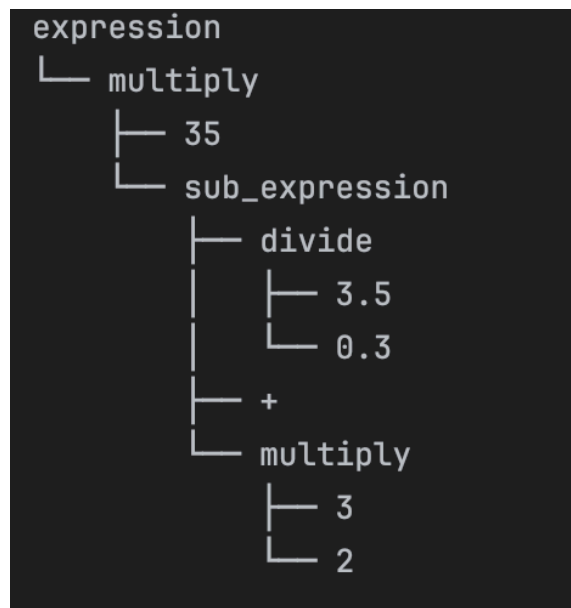 expression
└── multiply
    ├── 35
    └── sub_expression
        ├── divide
        │   ├── 3.5
        │   └── 0.3
        ├── +
        └── multiply
            ├── 3
            └── 2